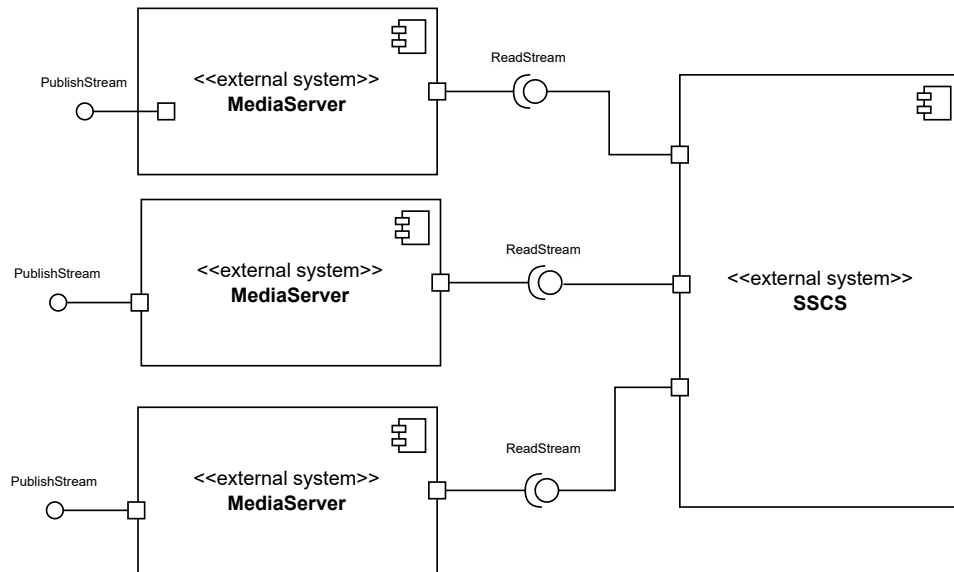 ReadStream
PublishStream
<<external system>>
MediaServer
ReadStream
PublishStream
<<external system>>
MediaServer
<<external system>>
SSCS
ReadStream
PublishStream
<<external system>>
MediaServer